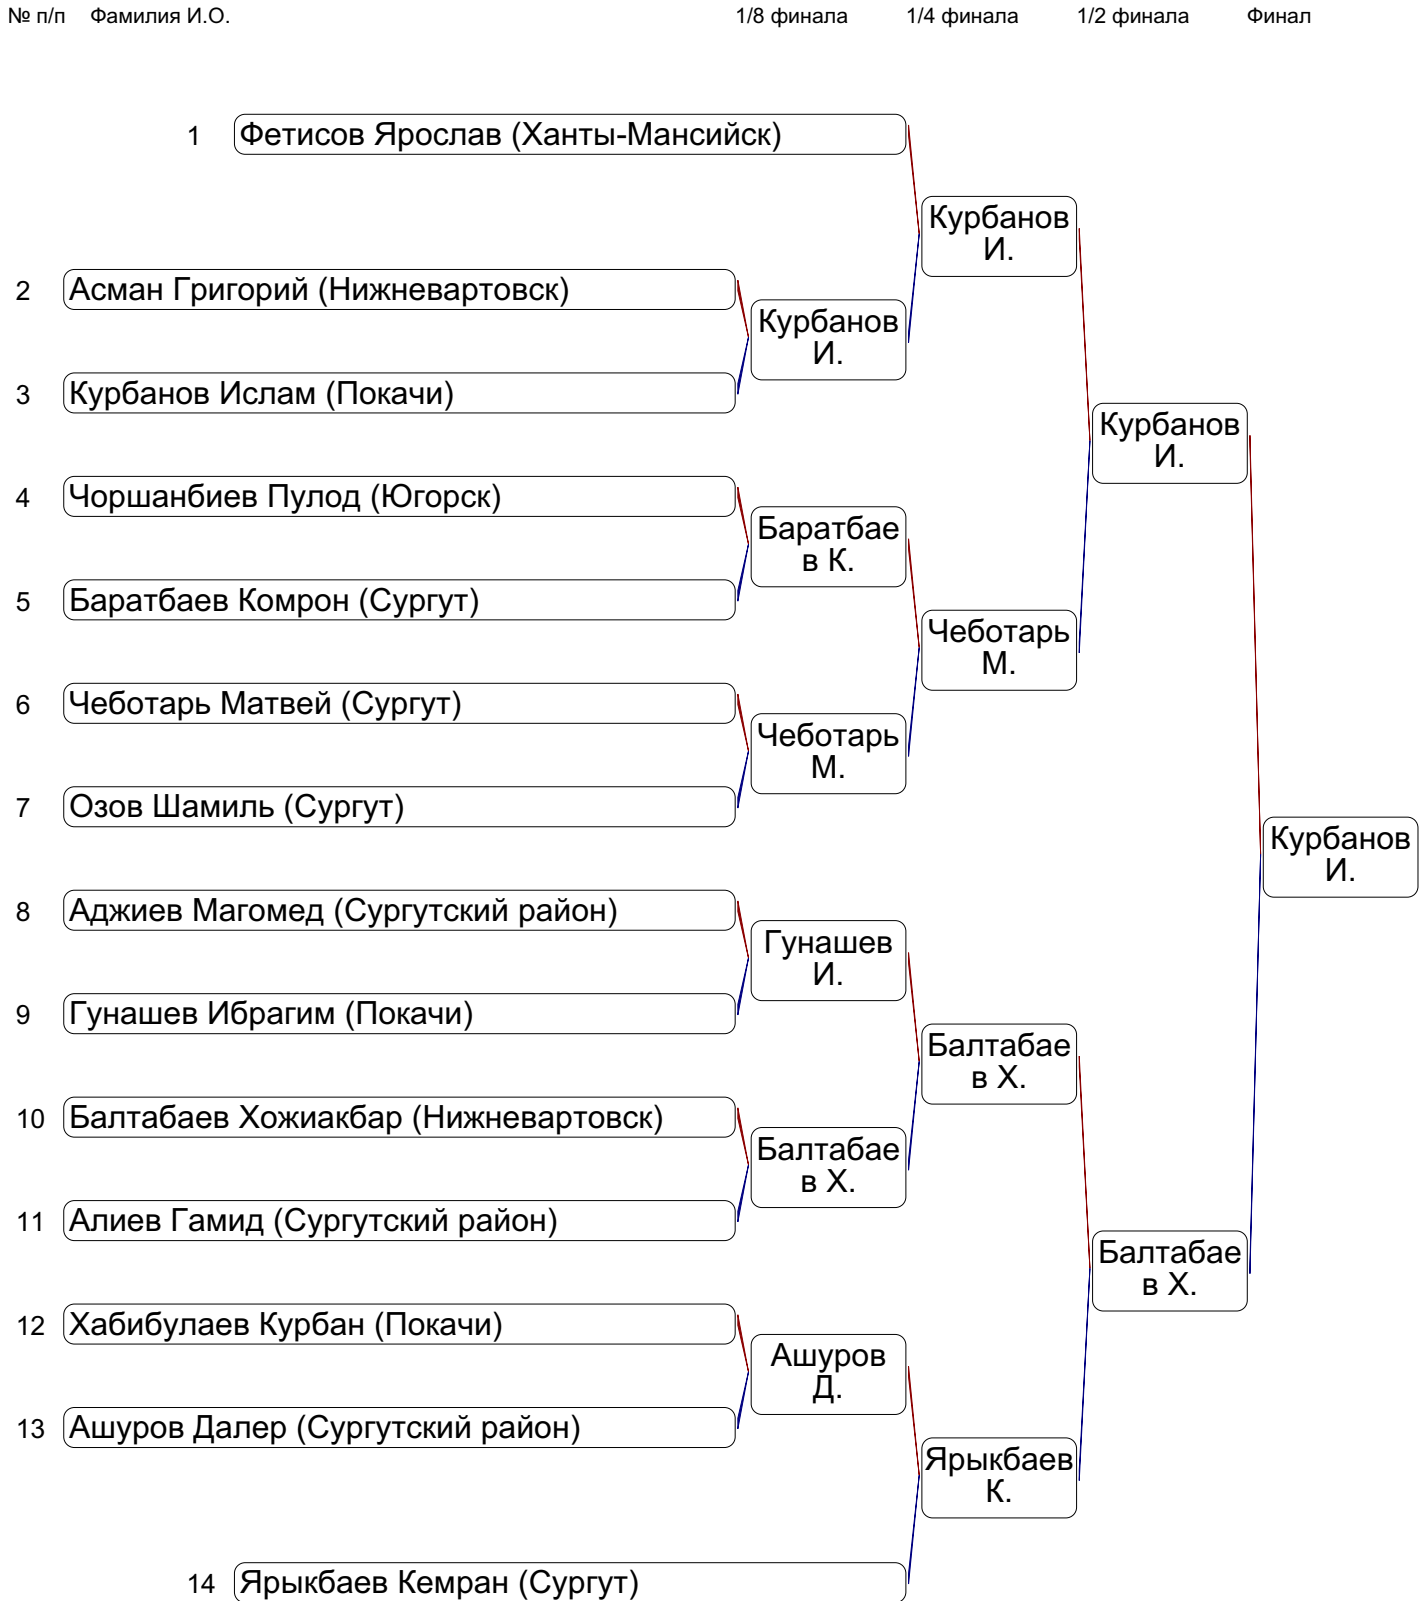 № п/п Фамилия И.О. 1/8 финала 1/4 финала 1/2 финала Финал
1 Фетисов Ярослав (Ханты-Мансийск)
Курбанов
И.
2 Асман Григорий (Нижневартовск)
Курбанов
И.
3 Курбанов Ислам (Покачи)
Курбанов
И.
4 Чоршанбиев Пулод (Югорск)
Баратбае
в К.
5 Баратбаев Комрон (Сургут)
Чеботарь
М.
6 Чеботарь Матвей (Сургут)
Чеботарь
М.
7 Озов Шамиль (Сургут)
Курбанов
И.
8 Аджиев Магомед (Сургутский район)
Гунашев
И.
9 Гунашев Ибрагим (Покачи)
Балтабае
в Х.
10 Балтабаев Хожиакбар (Нижневартовск)
Балтабае
в Х.
11 Алиев Гамид (Сургутский район)
Балтабае
в Х.
12 Хабибулаев Курбан (Покачи)
Ашуров
Д.
13 Ашуров Далер (Сургутский район)
Ярыкбаев
К.
14 Ярыкбаев Кемран (Сургут)